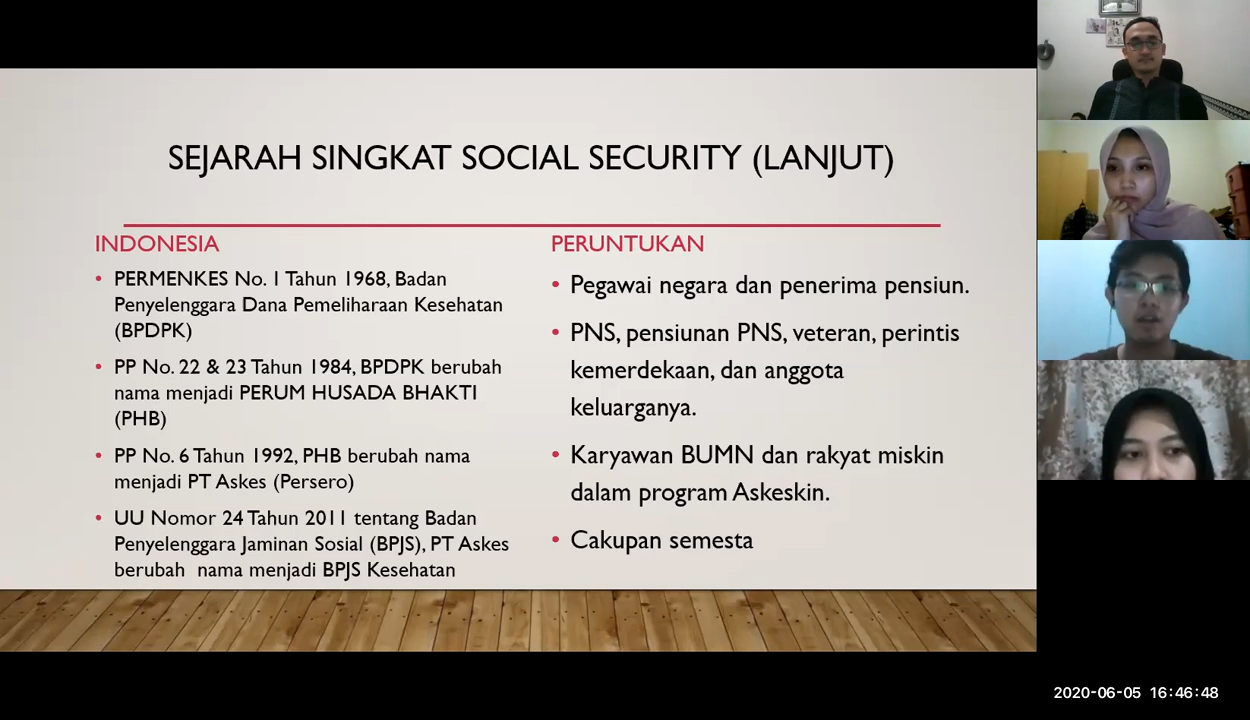 SEJARAH SINGKAT SOCIAL SECURITY (LANJUT)
INDONESIA
• PERMENKES No. 1 Tahun 1968, Badan
Penyelenggara Dana Pemeliharaan Kesehatan
(BPDPK)
• PP No. 22 & 23 Tahun 1984, BPDPK berubah
nama menjadi PERUM HUSADA BHAKTI
(PHB)
• PP No. 6 Tahun 1992, PHB berubah nama
menjadi PT Askes (Persero)
• UU Nomor 24 Tahun 2011 tentang Badan
Penyelenggara Jaminan Sosial (BPJS), PT Askes
berubah nama menjadi BPJS Kesehatan
PERUNTUKAN
• Pegawai negara dan penerima pensiun.
• PNS, pensiunan PNS, veteran, perintis
kemerdekaan, dan anggota
keluarganya.
• Karyawan BUMN dan rakyat miskin
dalam program Askeskin.
• Cakupan semesta
2020-06-05 16:46:48